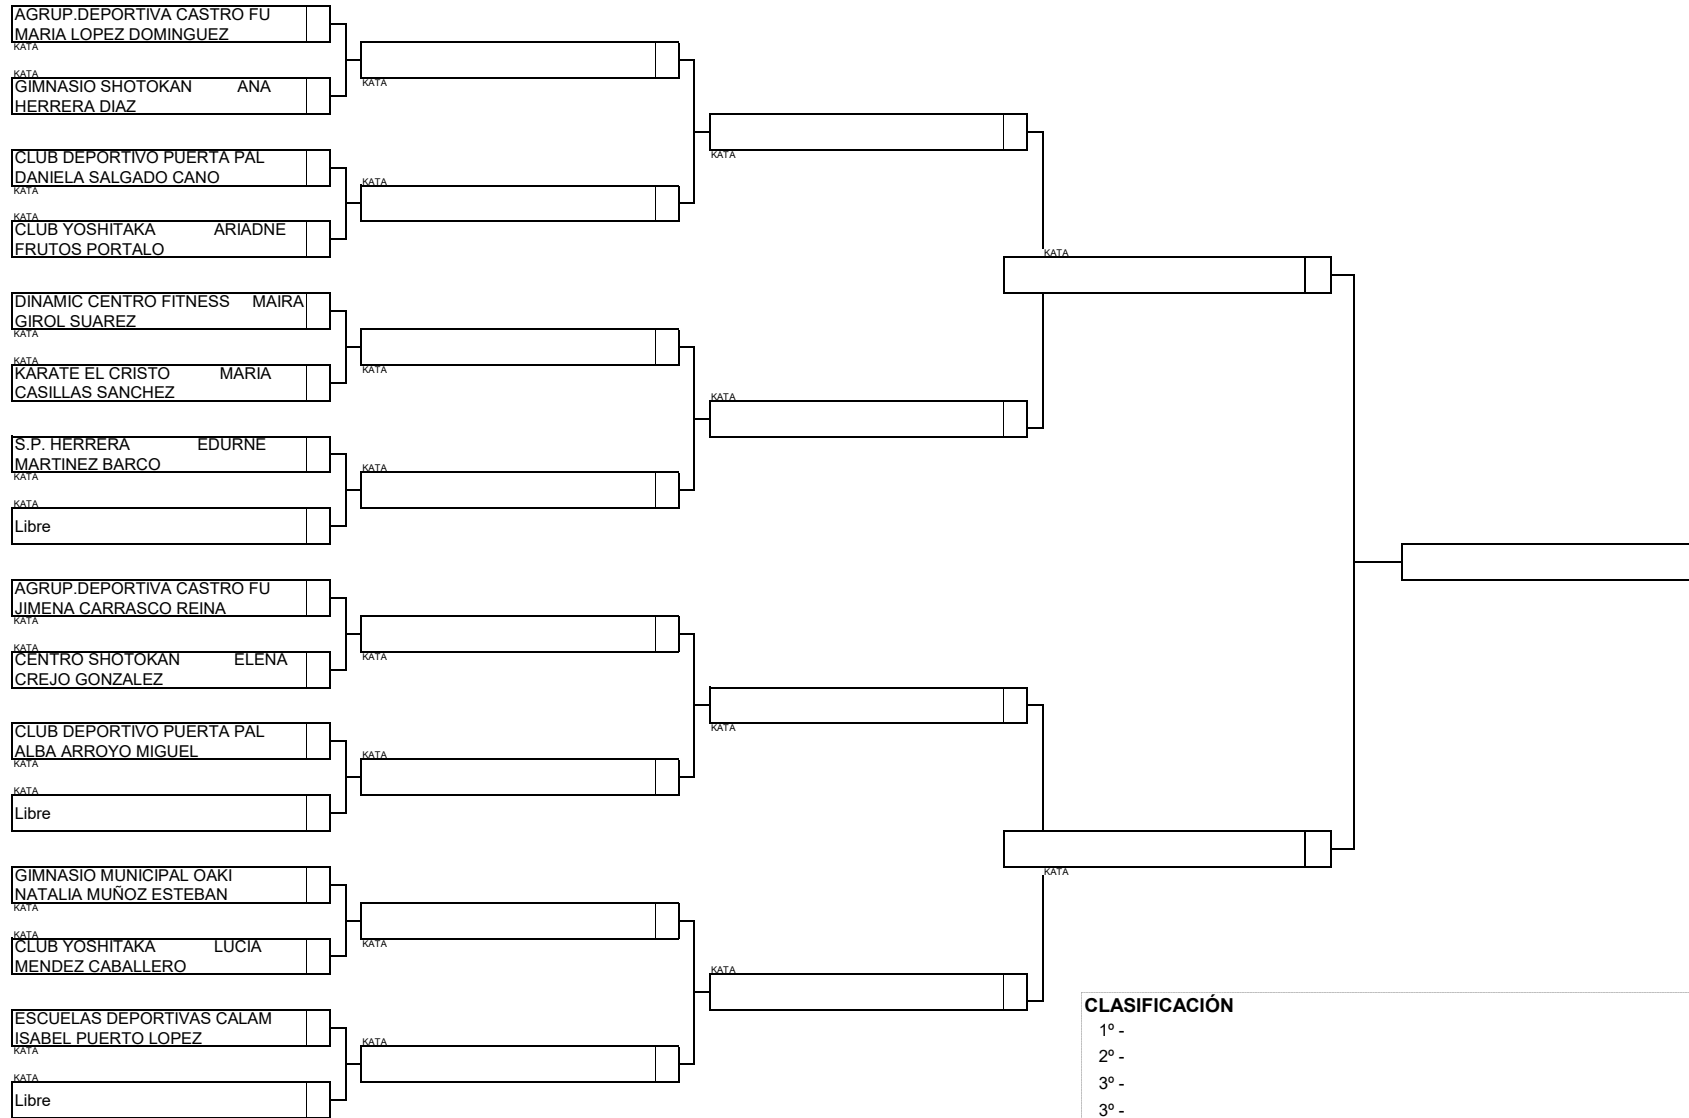 AGRUP.DEPORTIVA CASTRO FU
MARIA LOPEZ DOMINGUEZ
KATA
KATA
GIMNASIO SHOTOKAN ANA
HERRERA DIAZ
CLUB DEPORTIVO PUERTA PAL
DANIELA SALGADO CANO
KATA
KATA
CLUB YOSHITAKA ARIADNE
FRUTOS PORTALO
DINAMIC CENTRO FITNESS MAIRA
GIROL SUAREZ
KATA
KATA
KARATE EL CRISTO MARIA
CASILLAS SANCHEZ
S.P. HERRERA EDURNE
MARTINEZ BARCO
KATA
KATA
Libre
AGRUP.DEPORTIVA CASTRO FU
JIMENA CARRASCO REINA
KATA
KATA
CENTRO SHOTOKAN ELENA
CREJO GONZALEZ
CLUB DEPORTIVO PUERTA PAL
ALBA ARROYO MIGUEL
KATA
KATA
Libre
GIMNASIO MUNICIPAL OAKI
NATALIA MUÑOZ ESTEBAN
KATA
KATA
CLUB YOSHITAKA LUCIA
MENDEZ CABALLERO
ESCUELAS DEPORTIVAS CALAM
ISABEL PUERTO LOPEZ
KATA
KATA
Libre
KATA
KATA
KATA
KATA
KATA
KATA
KATA
KATA
KATA
KATA
KATA
KATA
KATA
KATA
CLASIFICACIÓN
1º -
2º -
3º -
3º -